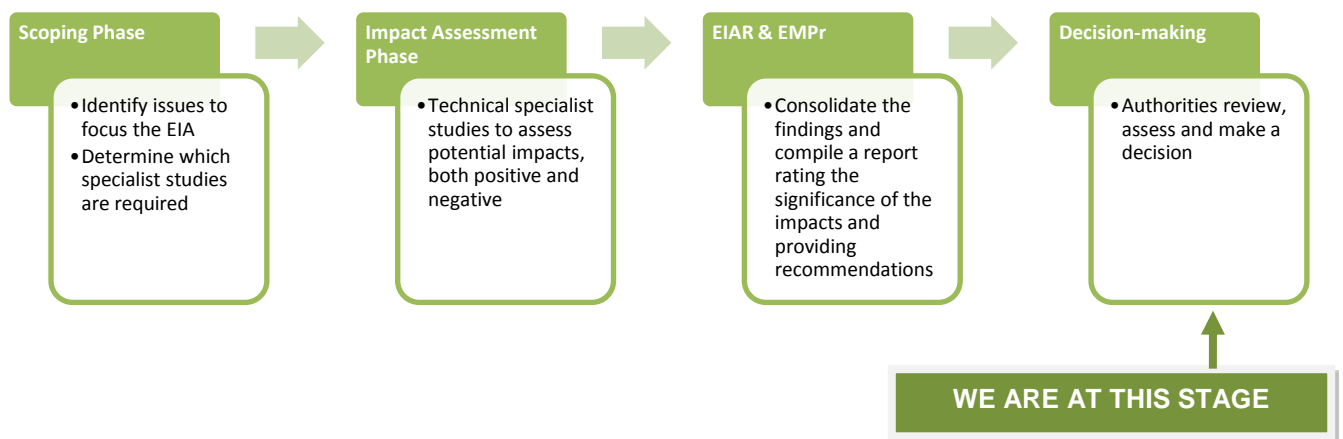 Scoping Phase
•Identify issues to
focus the EIA
•Determine which
specialist studies
are required
Impact Assessment
Phase
•Technical specialist
studies to assess
potential impacts,
both positive and
negative
EIAR & EMPr
•Consolidate the
findings and
compile a report
rating the
significance of the
impacts and
providing
recommendations
Decision-making
•Authorities review,
assess and make a
decision
WE ARE AT THIS STAGE